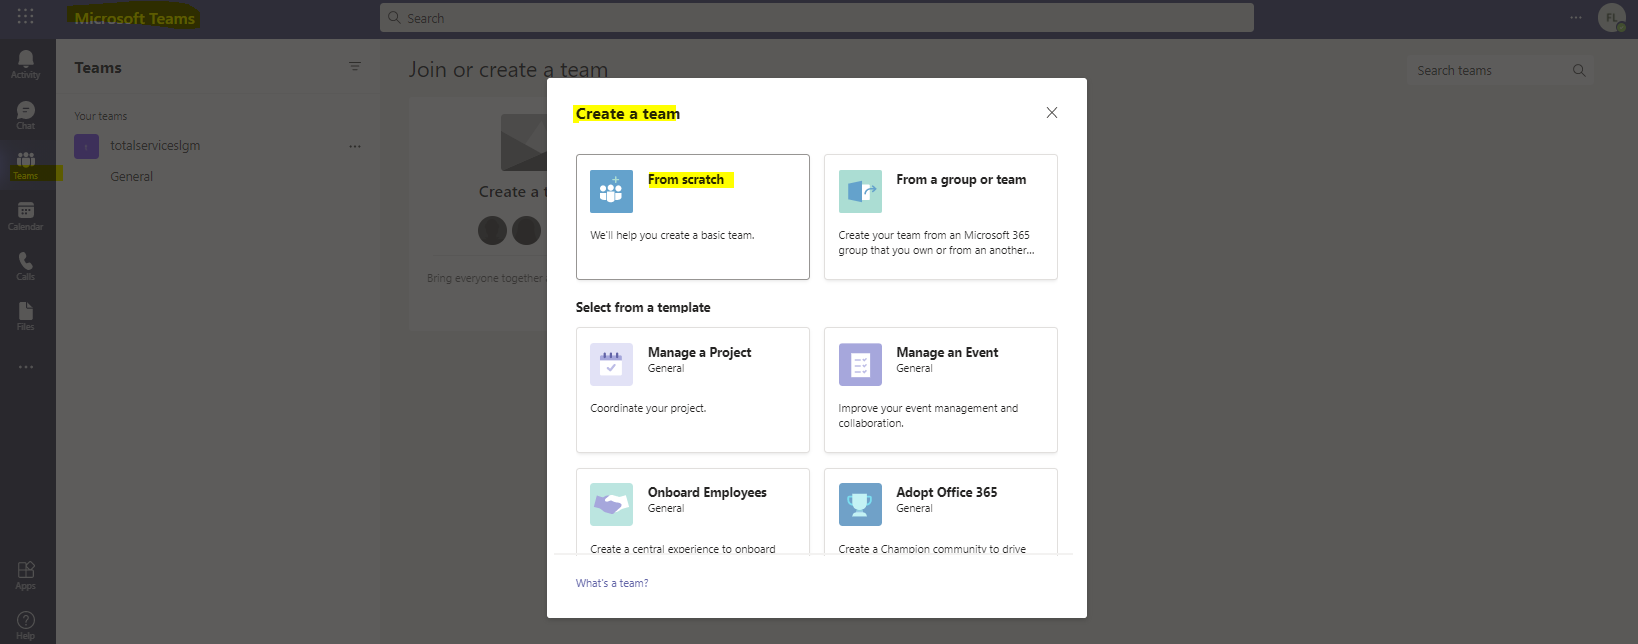 Microsoft Teams
Search
FL
Activity
Chat
Teams
Calendar
Calls
Files
Apps
Help
Teams
Your teams
t
totalserviceslgm
General
Join or create a team
Search teams
Create a t
Bring everyone together
Create a team
From scratch
We'll help you create a basic team.
From a group or team
Create your team from an Microsoft 365
group that you own or from an another...
Select from a template
Manage a Project
General
Coordinate your project.
Manage an Event
General
Improve your event management and
collaboration.
Onboard Employees
General
Create a central experience to onboard
Adopt Office 365
General
Create a Champion community to drive
What's a team?